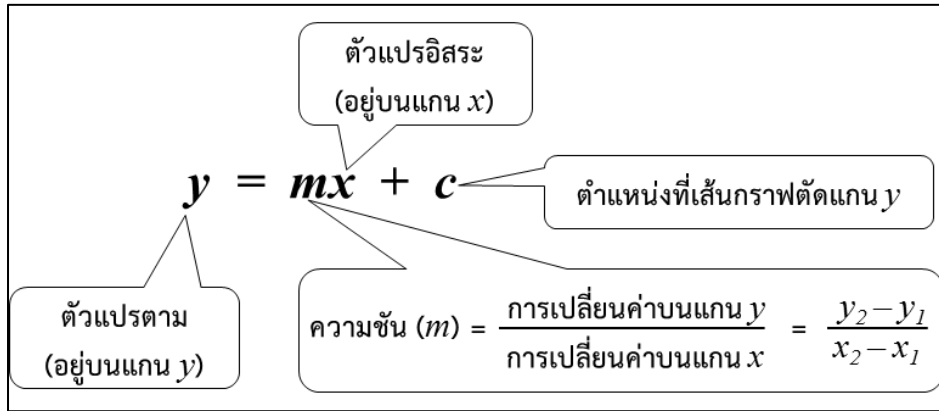 ตัวแปรอิสระ
(อยู่บนแกน x)
y = mx + c
ตำแหน่งที่เส้นกราฟตัดแกน y
ตัวแปรตาม
(อยู่บนแกน y)
ความชัน (m) = การเปลี่ยนค่าบนแกน y / การเปลี่ยนค่าบนแกน x = y₂ − y₁ / x₂ − x₁